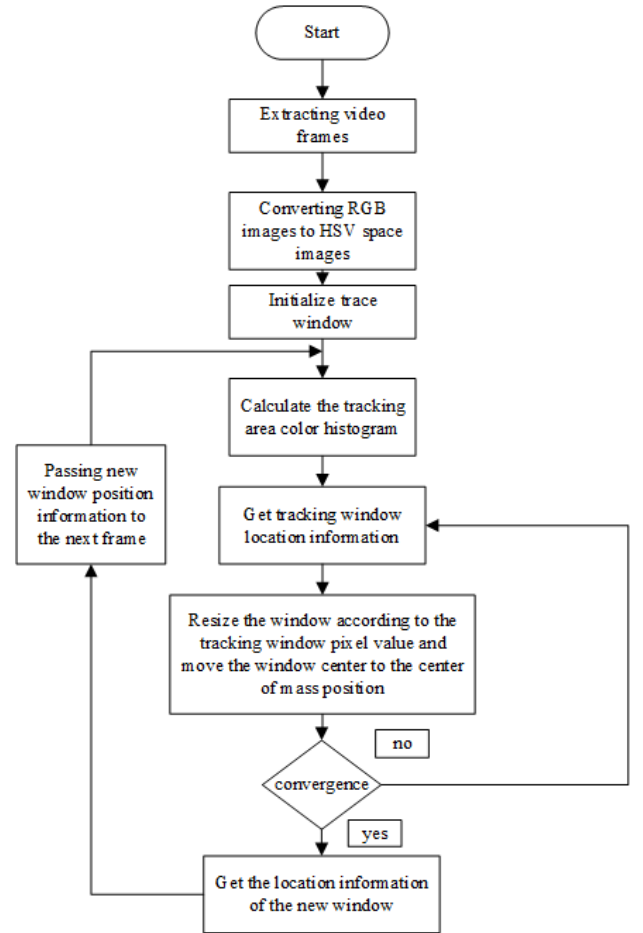 Start
Extracting video
frames
Converting RGB
images to HSV space
images
Initialize trace
window
Calculate the tracking
area color histogram
Passing new
window position
information to
the next frame
Get tracking window
location information
Resize the window according to the
tracking window pixel value and
move the window center to the center
of mass position
no
convergence
yes
Get the location information
of the new window